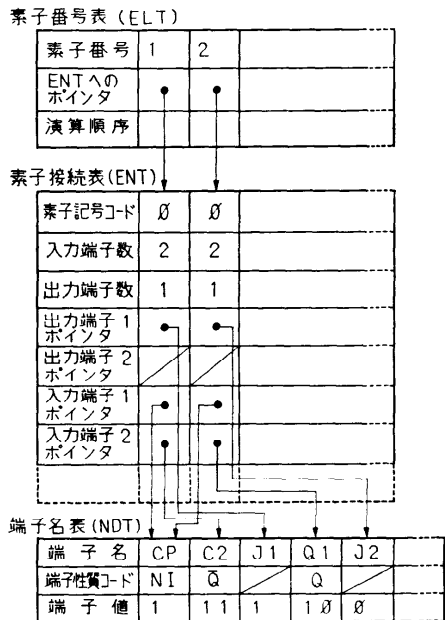 素子番号表 (ELT)
素子番号 1 2
ENTへの
ポインタ
演算順序
素子接続表(ENT)
素子記号コード Ø Ø
入力端子数 2 2
出力端子数 1 1
出力端子1
ポインタ
出力端子2
ポインタ
入力端子1
ポインタ
入力端子2
ポインタ
端子名表(NDT)
端子名 CP C2 J1 Q1 J2
端子性質コード NI Q̄ Q
端子値 1 11 1 1Ø Ø